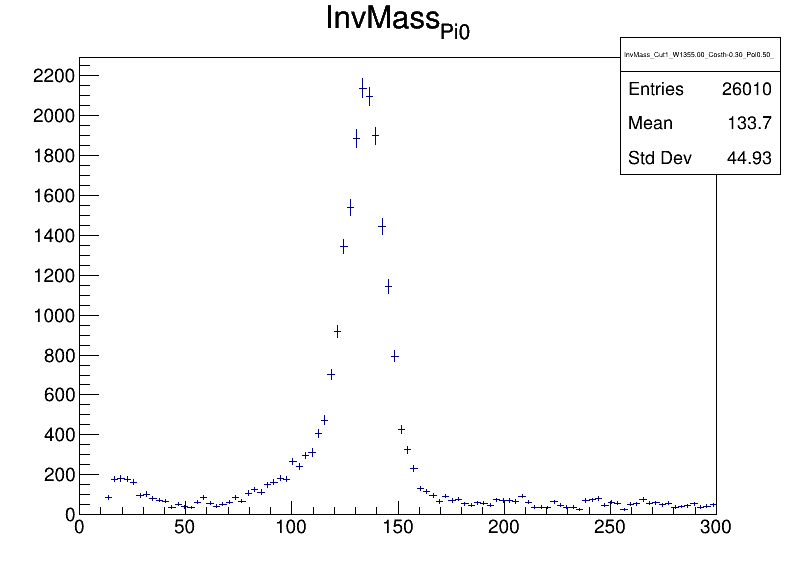 InvMass_Pi0
InvMass_Cut1_W1355.00_Costh-0.30_Pol0.50_
Entries 26010
Mean 133.7
Std Dev 44.93
2200
2000
1800
1600
1400
1200
1000
800
600
400
200
0
0 50 100 150 200 250 300